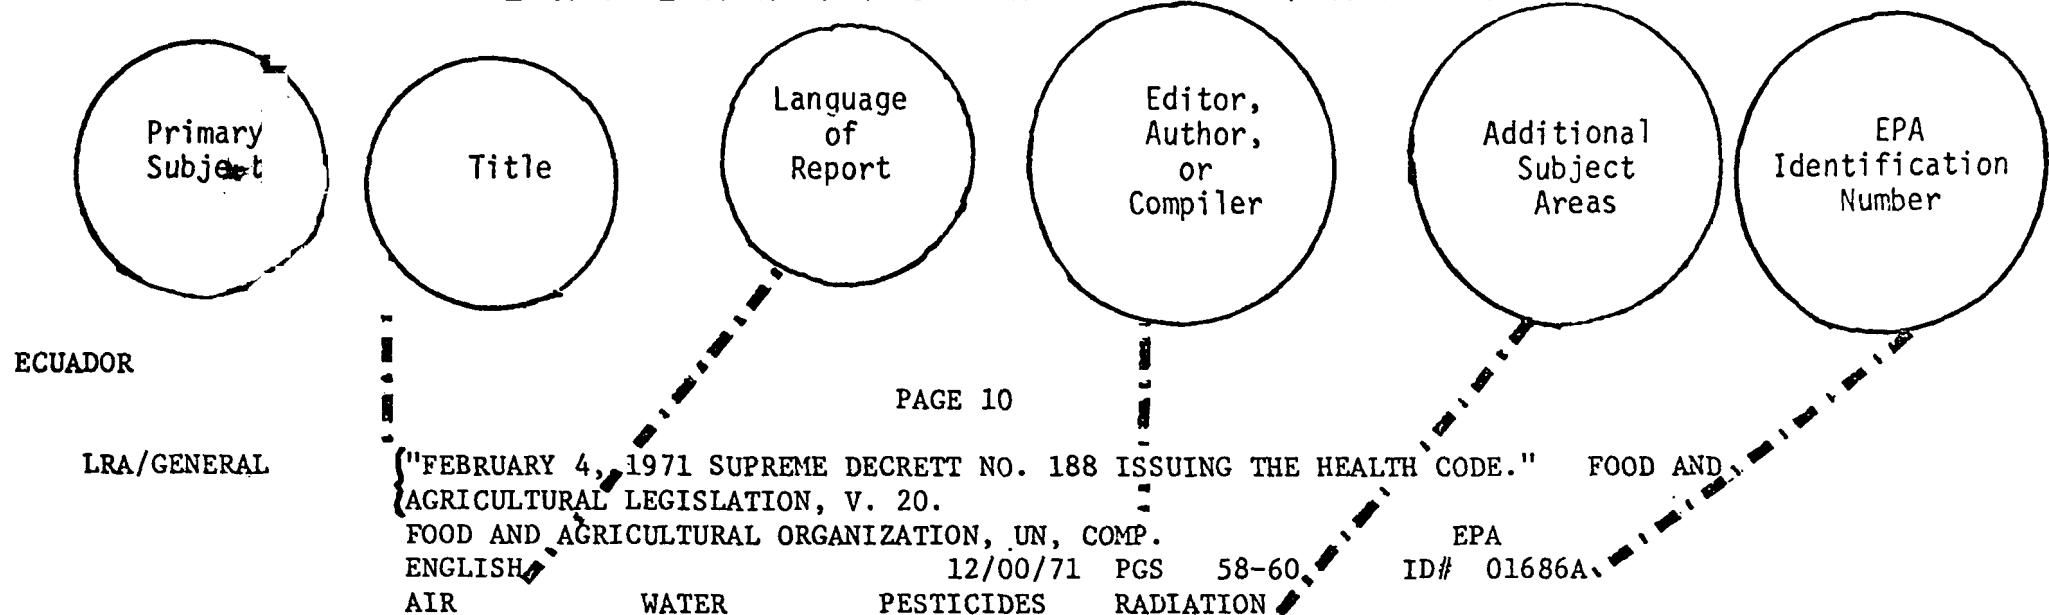 Primary
Subject
Title
Language
of
Report
Editor,
Author,
or
Compiler
Additional
Subject
Areas
EPA
Identification
Number
ECUADOR
PAGE 10
LRA/GENERAL "FEBRUARY 4, 1971 SUPREME DECRETT NO. 188 ISSUING THE HEALTH CODE." FOOD AND
AGRICULTURAL LEGISLATION, V. 20.
FOOD AND AGRICULTURAL ORGANIZATION, UN, COMP. EPA
ENGLISH 12/00/71 PGS 58-60 ID# 01686A
AIR WATER PESTICIDES RADIATION